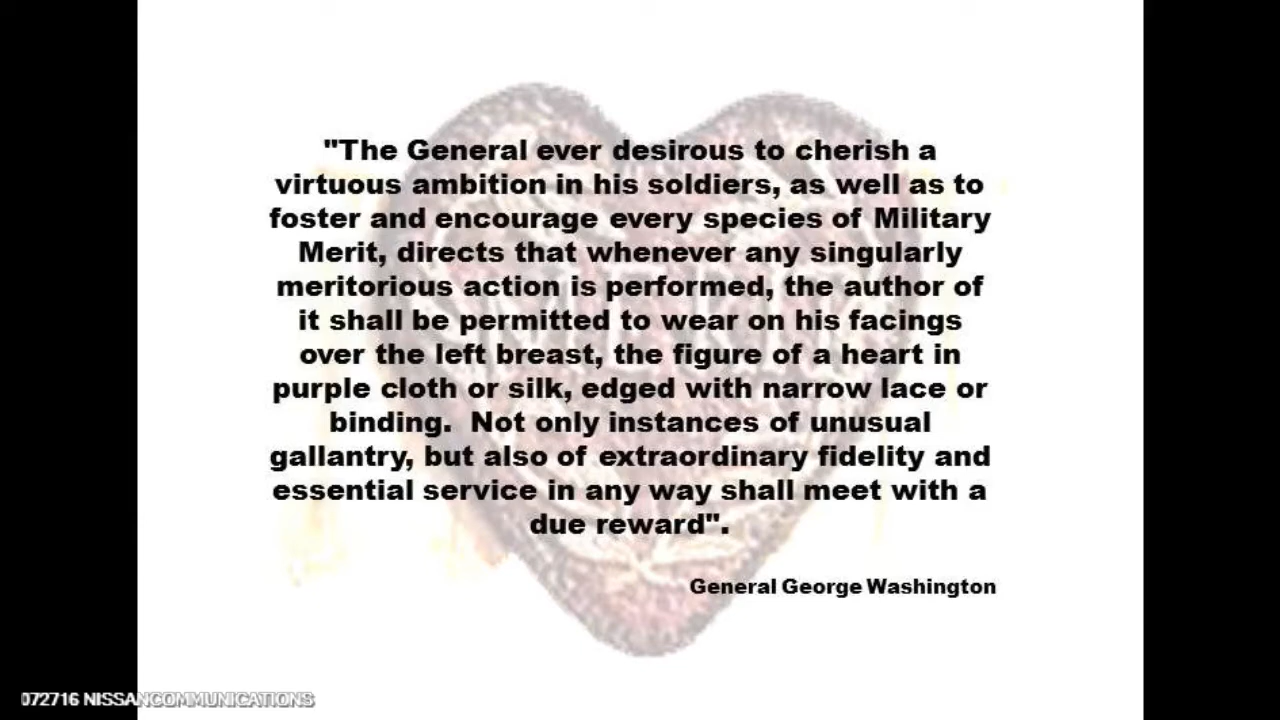 "The General ever desirous to cherish a
virtuous ambition in his soldiers, as well as to
foster and encourage every species of Military
Merit, directs that whenever any singularly
meritorious action is performed, the author of
it shall be permitted to wear on his facings
over the left breast, the figure of a heart in
purple cloth or silk, edged with narrow lace or
binding.  Not only instances of unusual
gallantry, but also of extraordinary fidelity and
essential service in any way shall meet with a
due reward".
General George Washington
072716 NISSANCOMMUNICATIONS